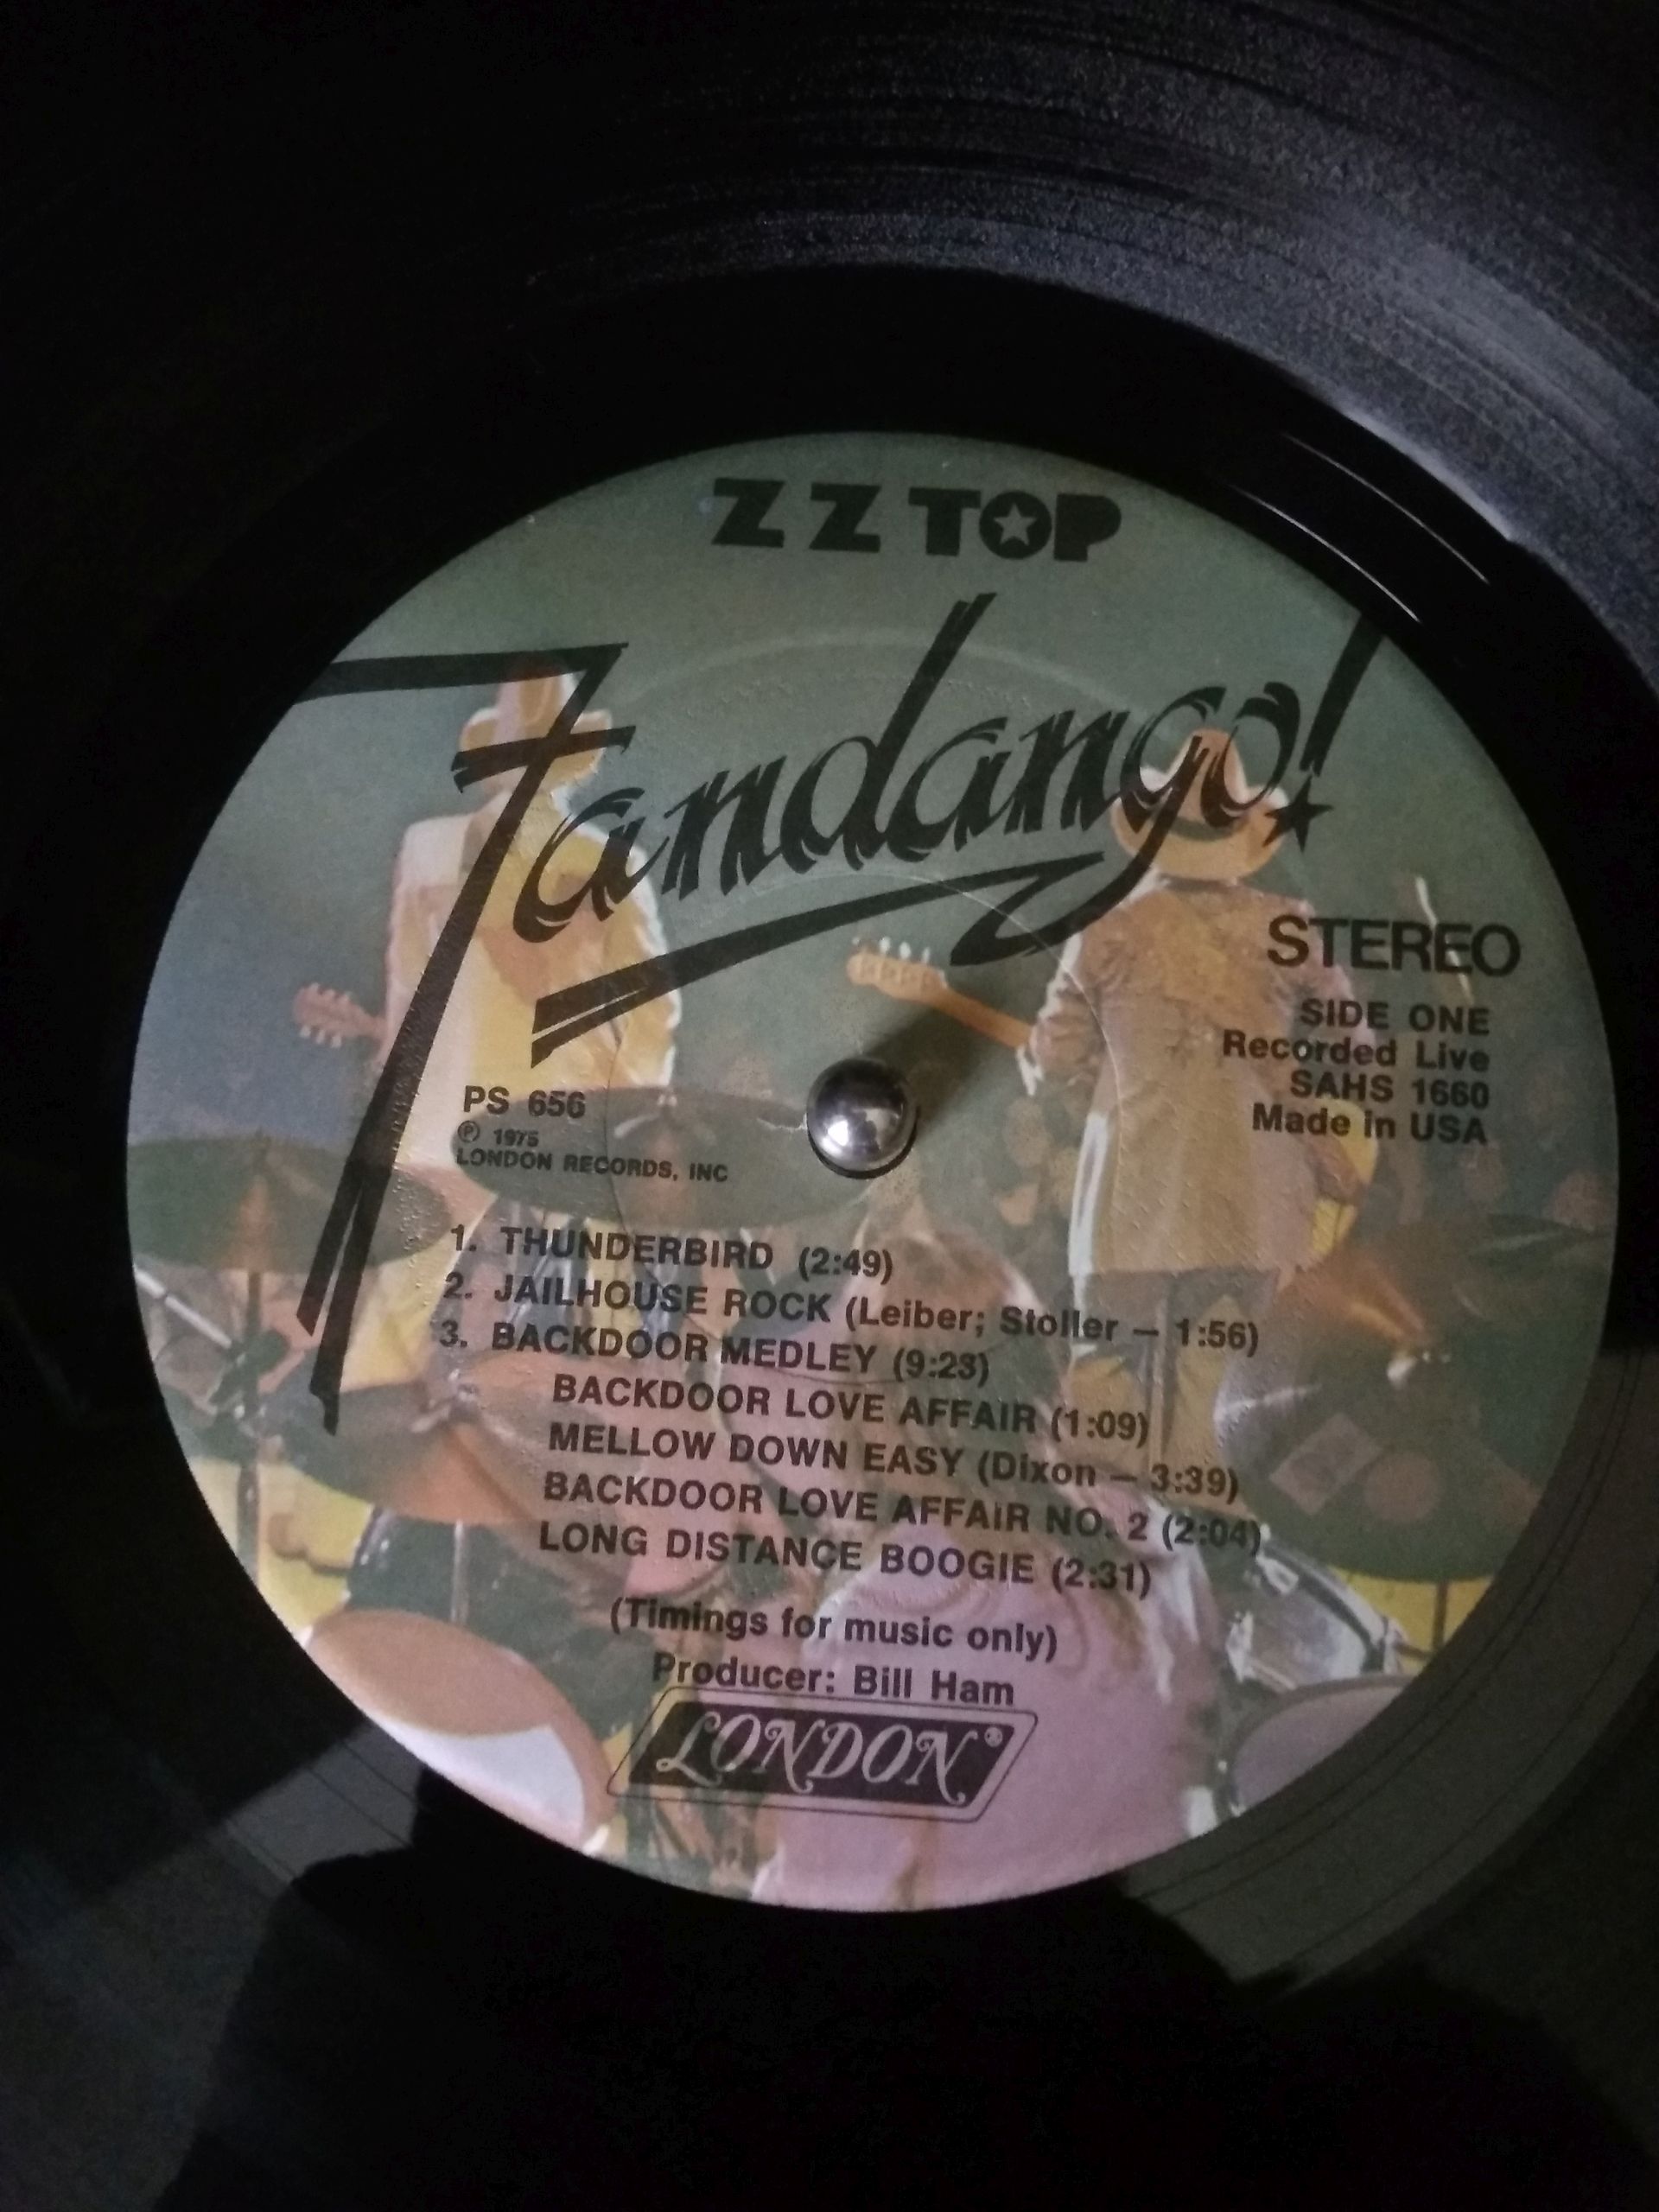 ZZ TOP
Fandango!
STEREO
SIDE ONE
Recorded Live
SAHS 1660
Made in USA
PS 656
℗ 1975
LONDON RECORDS, INC
1. THUNDERBIRD (2:49)
2. JAILHOUSE ROCK (Leiber; Stoller – 1:56)
3. BACKDOOR MEDLEY (9:23)
BACKDOOR LOVE AFFAIR (1:09)
MELLOW DOWN EASY (Dixon – 3:39)
BACKDOOR LOVE AFFAIR NO. 2 (2:04)
LONG DISTANCE BOOGIE (2:31)
(Timings for music only)
Producer: Bill Ham
LONDON®